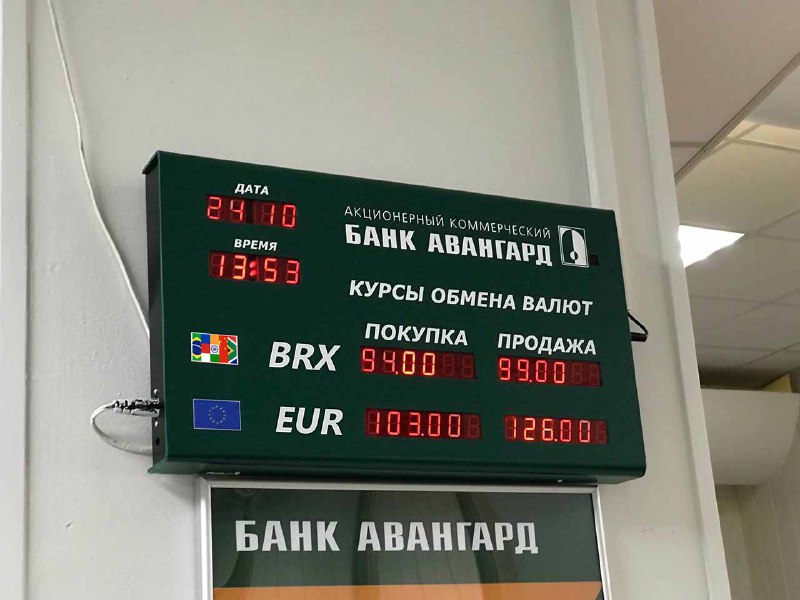 ДАТА
24 10
ВРЕМЯ
13:53
АКЦИОНЕРНЫЙ КОММЕРЧЕСКИЙ
БАНК АВАНГАРД
КУРСЫ ОБМЕНА ВАЛЮТ
ПОКУПКА ПРОДАЖА
BRX 94.00 99.00
EUR 103.00 126.00
БАНК АВАНГАРД